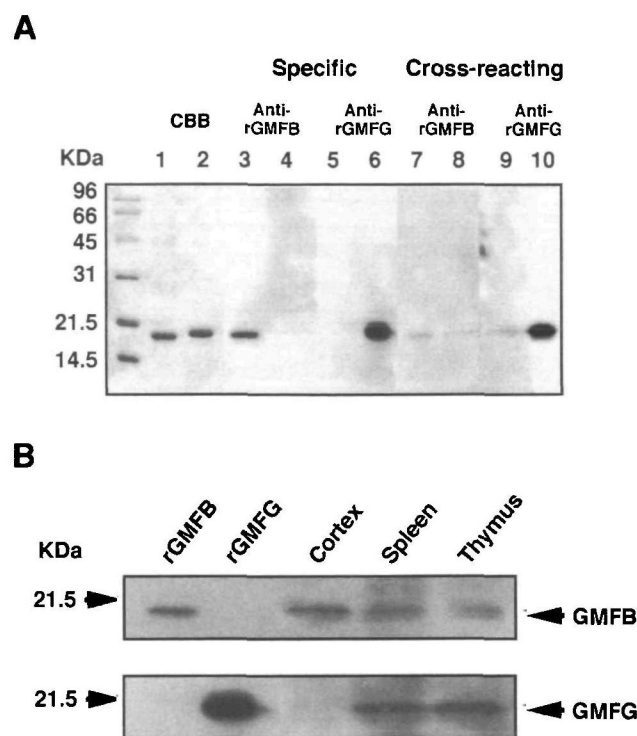 A
Specific Cross-reacting
CBB Anti-rGMFB Anti-rGMFG Anti-rGMFB Anti-rGMFG
KDa 1 2 3 4 5 6 7 8 9 10
96
66
45
31
21.5
14.5
B
KDa rGMFB rGMFG Cortex Spleen Thymus
21.5 GMFB
21.5 GMFG